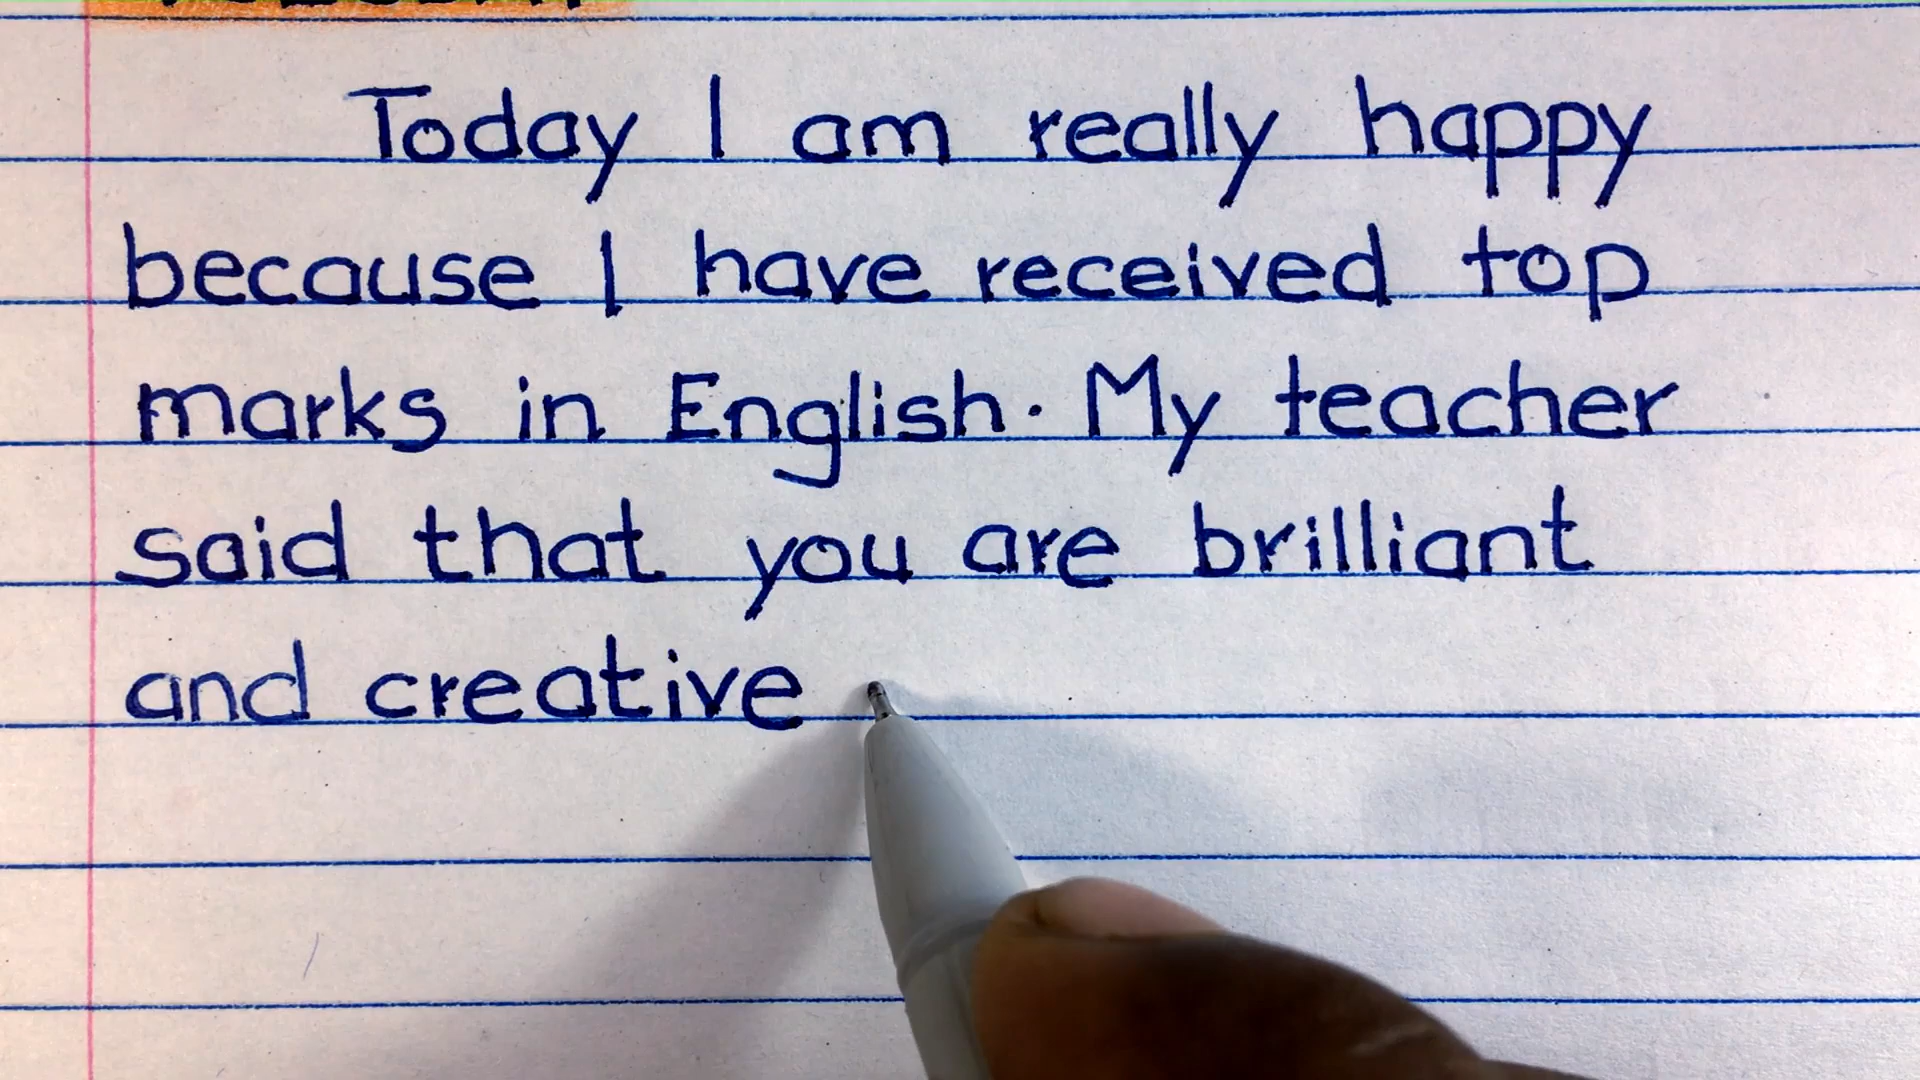 Today I am really happy
because I have received top
marks in English. My teacher
said that you are brilliant
and creative